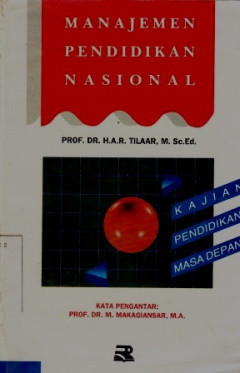 MANAJEMEN
PENDIDIKAN
NASIONAL
PROF. DR. H.A.R. TILAAR, M. Sc.Ed.
KAJIAN
PENDIDIKAN
MASA DEPAN
KATA PENGANTAR:
PROF. DR. M. MAKAGIANSAR, M.A.